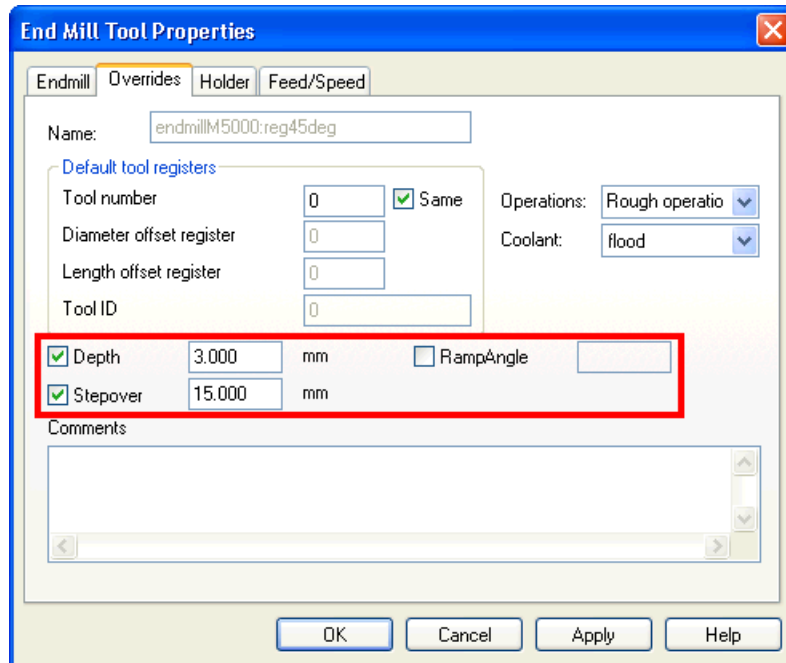 End Mill Tool Properties
Endmill Overrides Holder Feed/Speed
Name: endmillM5000:reg45deg
Default tool registers
Tool number 0 Same Operations: Rough operatio
Diameter offset register 0 Coolant: flood
Length offset register 0
Tool ID 0
Depth 3.000 mm RampAngle
Stepover 15.000 mm
Comments
OK Cancel Apply Help